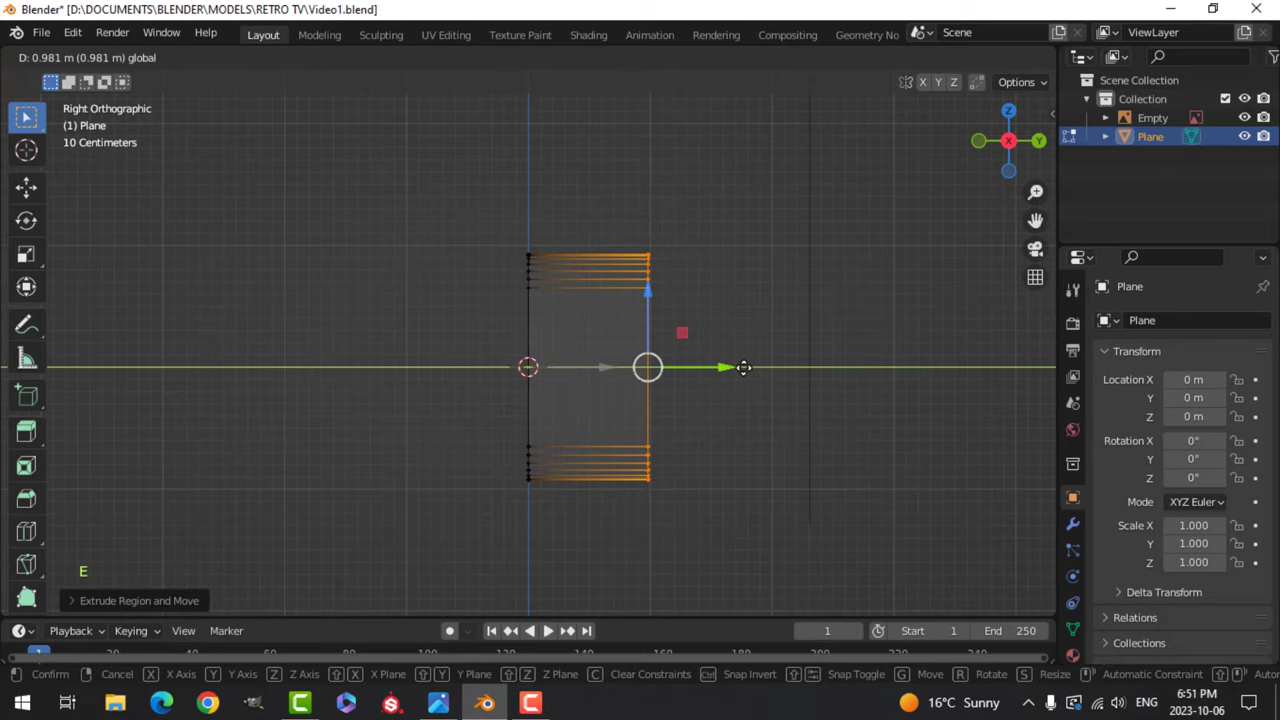 Blender* [D:\DOCUMENTS\BLENDER\MODELS\RETRO TV\Video1.blend]
File Edit Render Window Help Layout Modeling Sculpting UV Editing Texture Paint Shading Animation Rendering Compositing Geometry No Scene ViewLayer
D: 0.981 m (0.981 m) global
X Y Z Options
Right Orthographic
(1) Plane
10 Centimeters
Z
X
Y
Scene Collection
Collection
Empty
Plane
Plane
Plane
Transform
Location X 0 m
Y 0 m
Z 0 m
Rotation X 0°
Y 0°
Z 0°
Mode XYZ Euler
Scale X 1.000
Y 1.000
Z 1.000
Delta Transform
Relations
Collections
E
Extrude Region and Move
Playback Keying View Marker 1 Start 1 End 250
Confirm Cancel X X Axis Y Y Axis Z Z Axis X X Plane Y Y Plane Z Z Plane C Clear Constraints Ctrl Snap Invert Snap Toggle G Move R Rotate S Resize Automatic Constraint
ENG 6:51 PM
16°C Sunny
2023-10-06